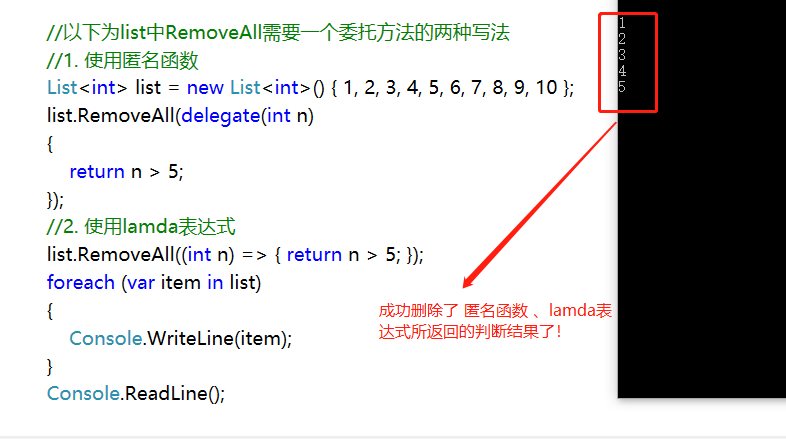 //以下为list中RemoveAll需要一个委托方法的两种写法
//1. 使用匿名函数
List<int> list = new List<int>() { 1, 2, 3, 4, 5, 6, 7, 8, 9, 10 };
list.RemoveAll(delegate(int n)
{
return n > 5;
});
//2. 使用lamda表达式
list.RemoveAll((int n) => { return n > 5; });
foreach (var item in list)
{
Console.WriteLine(item);
}
Console.ReadLine();
1
2
3
4
5
成功删除了 匿名函数 、lamda表
达式所返回的判断结果了!